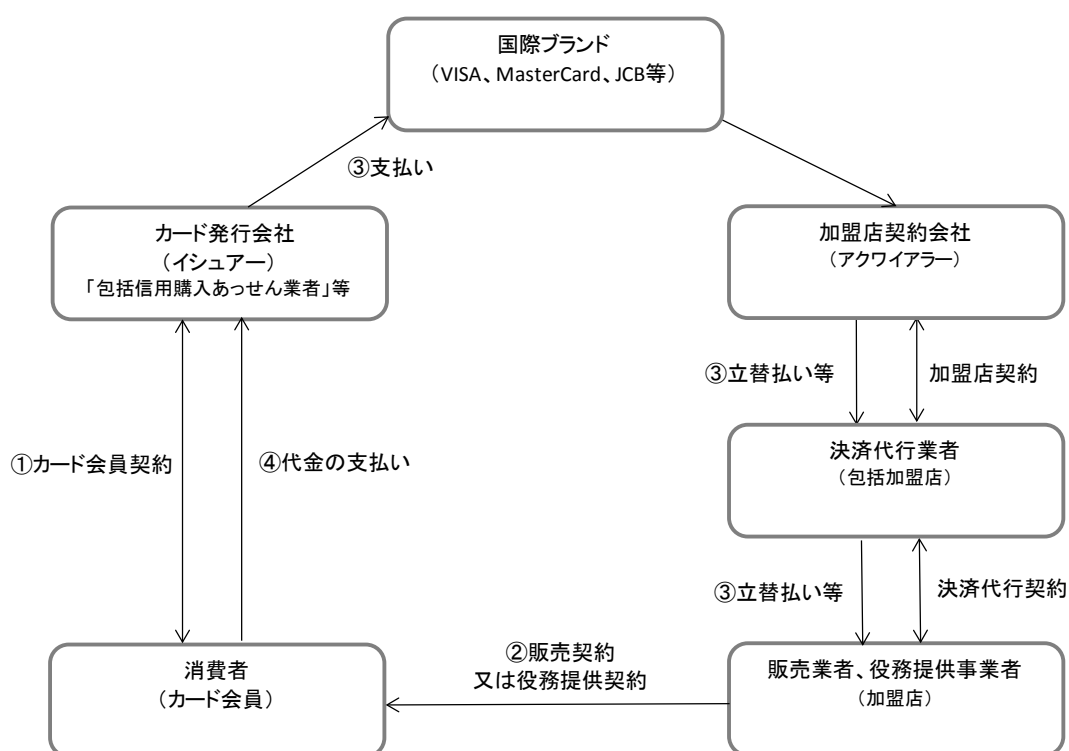 国際ブランド
（VISA、MasterCard、JCB等）
③支払い
カード発行会社
（イシュアー）
「包括信用購入あっせん業者」等
加盟店契約会社
（アクワイアラー）
③立替払い等
加盟店契約
決済代行業者
（包括加盟店）
①カード会員契約
④代金の支払い
③立替払い等
決済代行契約
消費者
（カード会員）
②販売契約
又は役務提供契約
販売業者、役務提供事業者
（加盟店）